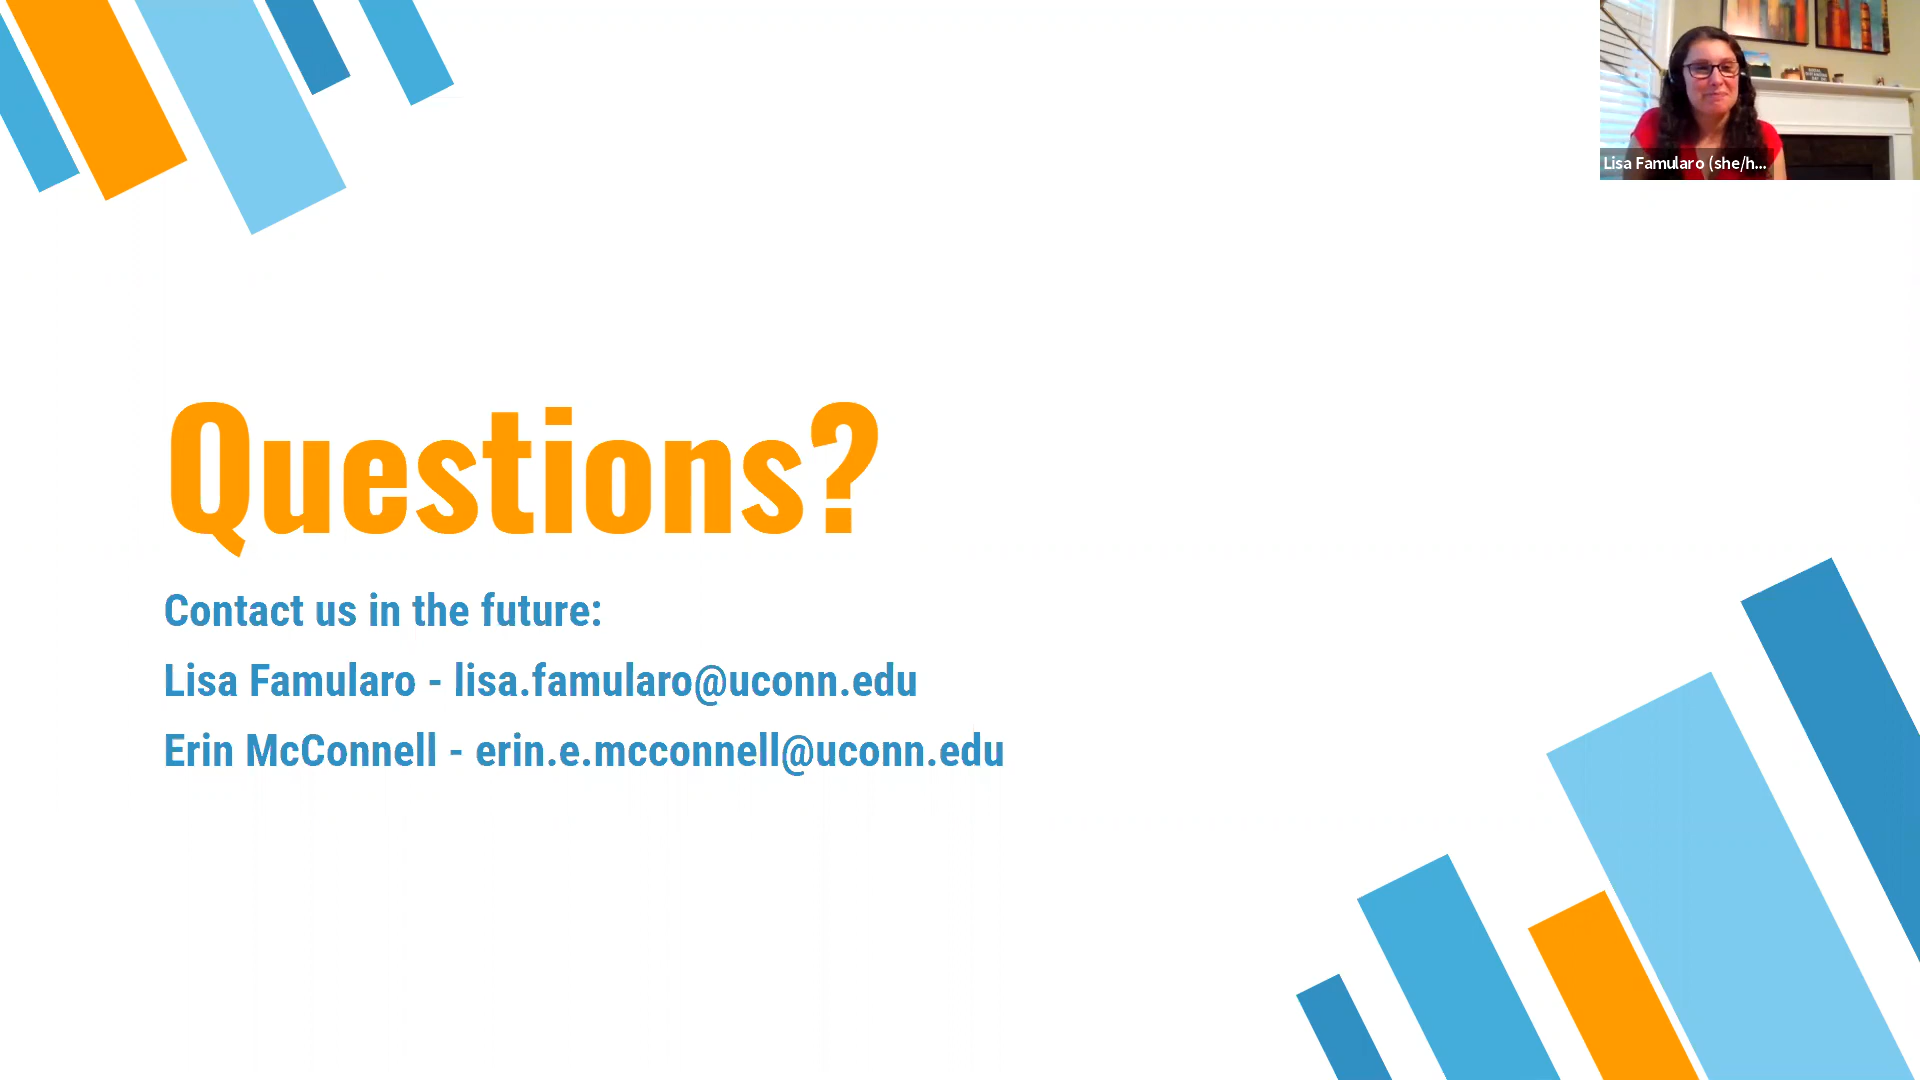 Lisa Famularo (she/h...
Questions?
Contact us in the future:
Lisa Famularo - lisa.famularo@uconn.edu
Erin McConnell - erin.e.mcconnell@uconn.edu